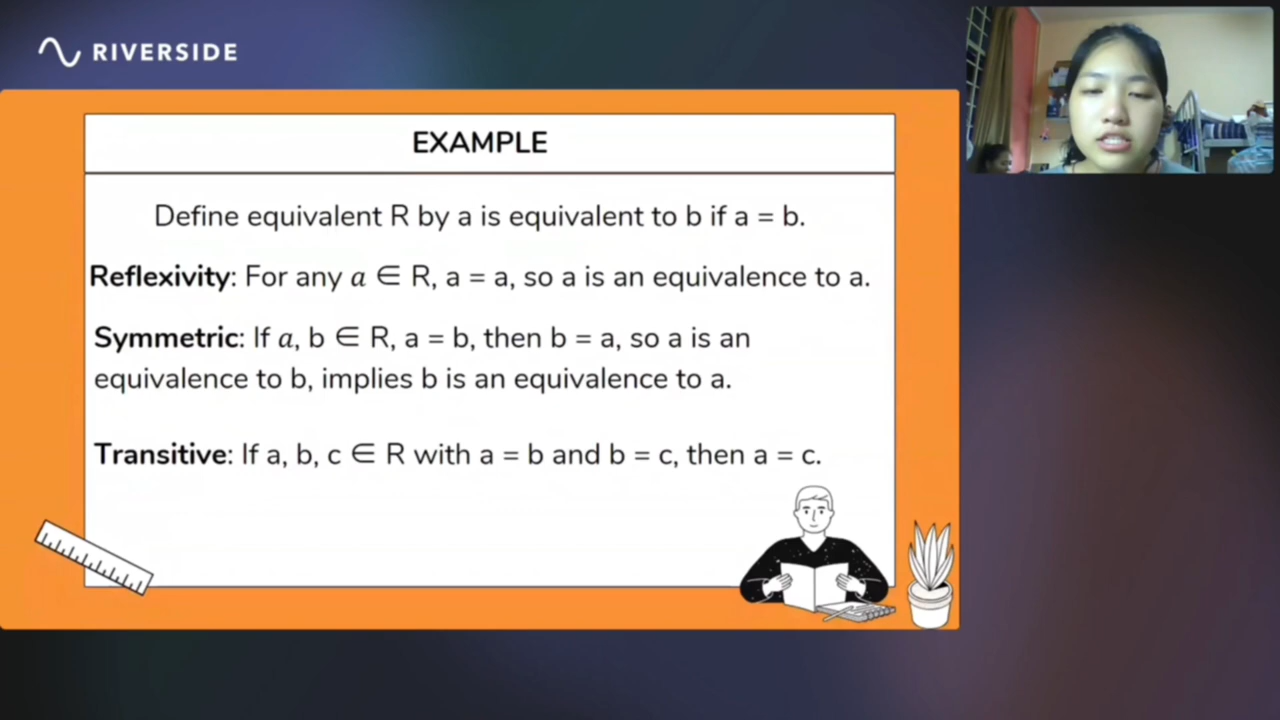 RIVERSIDE
EXAMPLE
Define equivalent R by a is equivalent to b if a = b.
Reflexivity: For any a ∈ R, a = a, so a is an equivalence to a.
Symmetric: If a, b ∈ R, a = b, then b = a, so a is an
equivalence to b, implies b is an equivalence to a.
Transitive: If a, b, c ∈ R with a = b and b = c, then a = c.